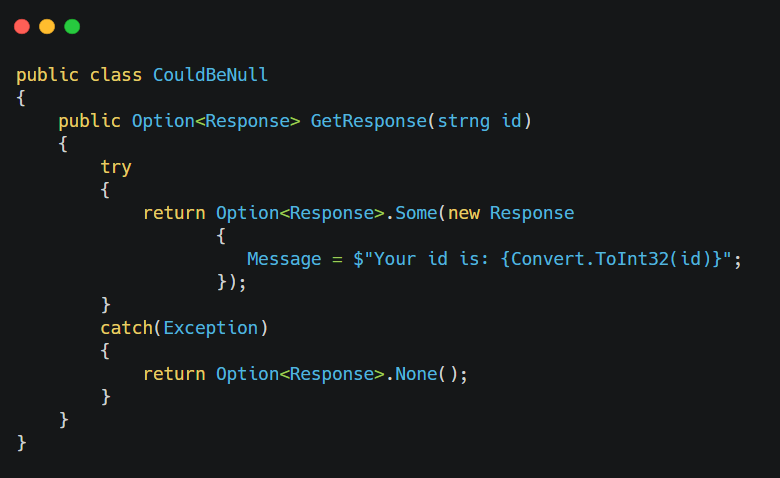 public class CouldBeNull
{
    public Option<Response> GetResponse(strng id)
    {
        try
        {
            return Option<Response>.Some(new Response
                   {
                      Message = $"Your id is: {Convert.ToInt32(id)}";
                   });
        }
        catch(Exception)
        {
            return Option<Response>.None();
        }
    }
}